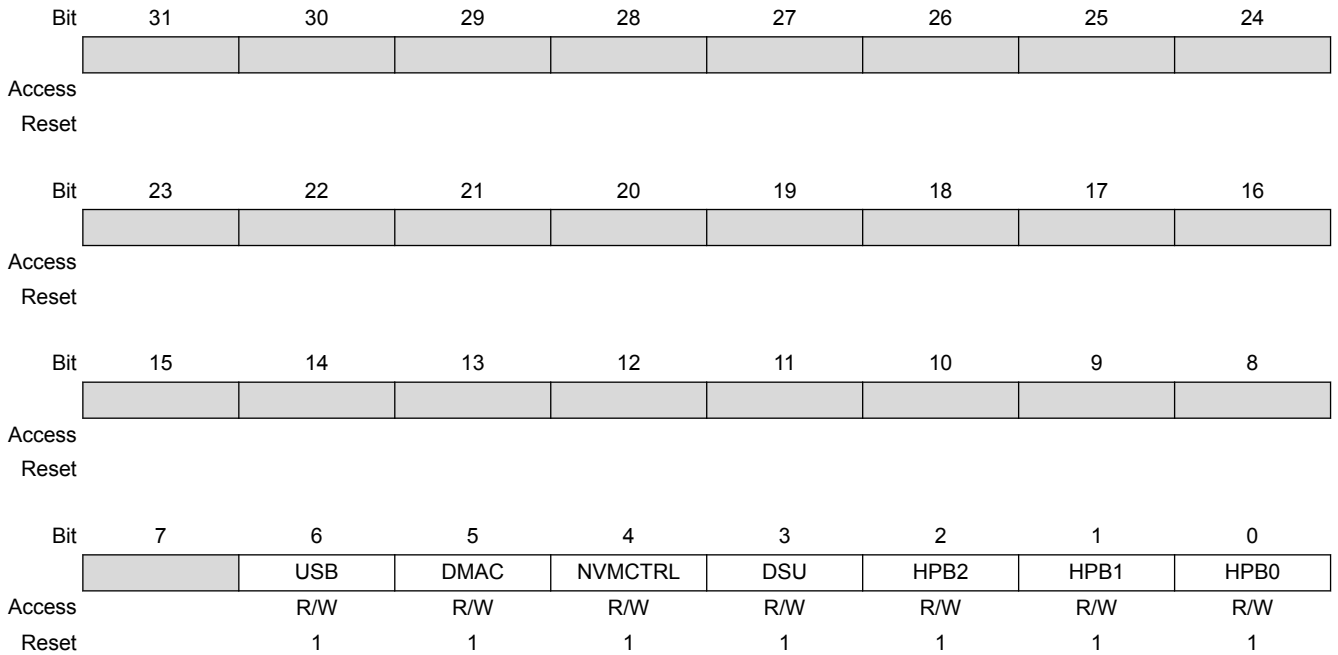 Bit 31 30 29 28 27 26 25 24
Access
Reset
Bit 23 22 21 20 19 18 17 16
Access
Reset
Bit 15 14 13 12 11 10 9 8
Access
Reset
Bit 7 6 5 4 3 2 1 0
USB DMAC NVMCTRL DSU HPB2 HPB1 HPB0
Access R/W R/W R/W R/W R/W R/W R/W
Reset 1 1 1 1 1 1 1